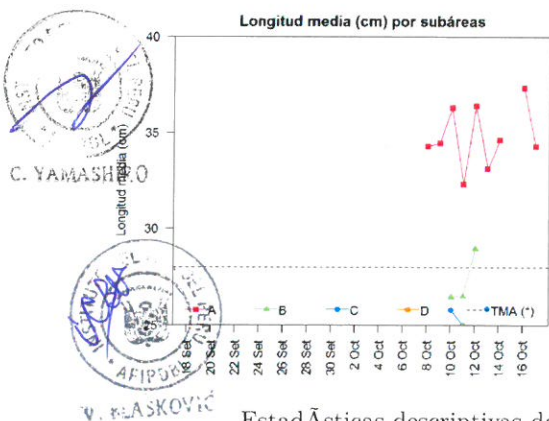 Longitud media (cm) por subáreas
40
35
30
Longitud media (cm)
A
B
C
D
TMA (*)
18 Set
20 Set
22 Set
24 Set
26 Set
28 Set
30 Set
2 Oct
4 Oct
6 Oct
8 Oct
10 Oct
12 Oct
14 Oct
16 Oct
C. YAMASHIRO
V. BLASKOVIĆ
EstadÃsticas descriptivas de